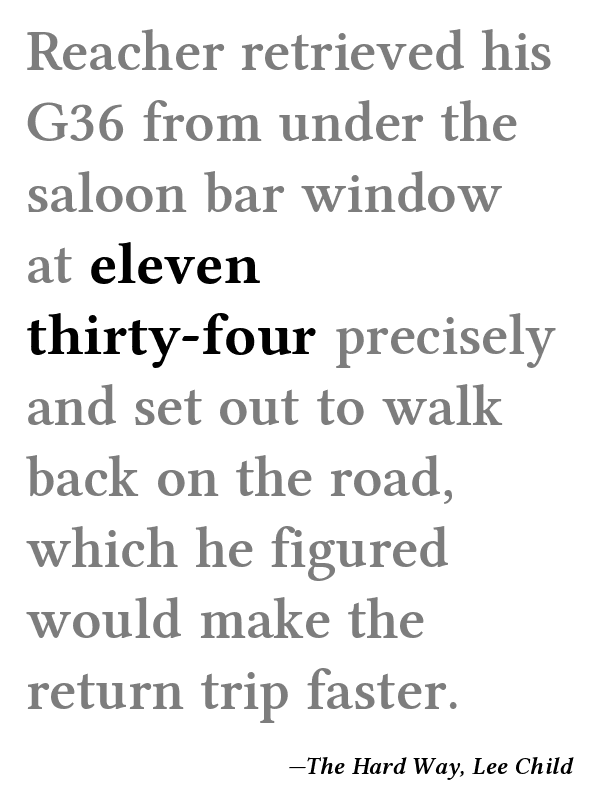 Reacher retrieved his
G36 from under the
saloon bar window
at eleven
thirty-four precisely
and set out to walk
back on the road,
which he figured
would make the
return trip faster.
—The Hard Way, Lee Child